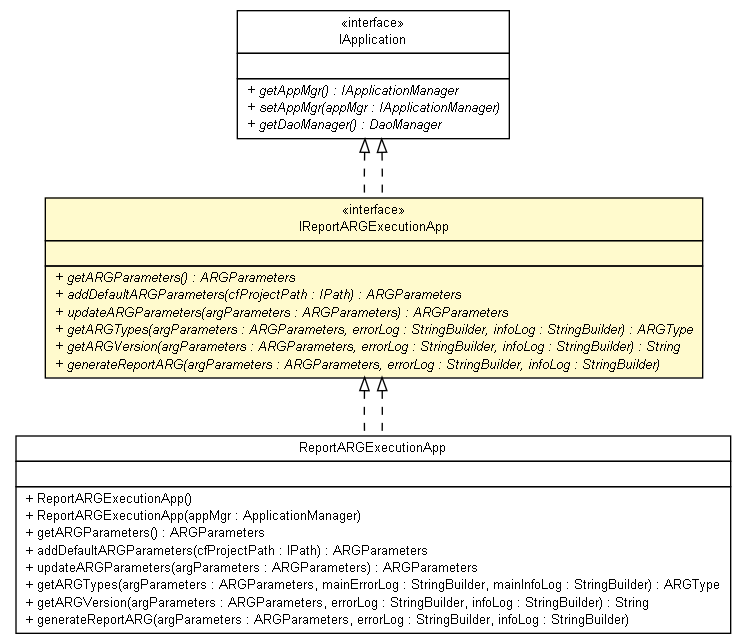 «interface»
IApplication
+ getAppMgr() : IApplicationManager
+ setAppMgr(appMgr : IApplicationManager)
+ getDaoManager() : DaoManager
«interface»
IReportARGExecutionApp
+ getARGParameters() : ARGParameters
+ addDefaultARGParameters(cfProjectPath : IPath) : ARGParameters
+ updateARGParameters(argParameters : ARGParameters) : ARGParameters
+ getARGTypes(argParameters : ARGParameters, errorLog : StringBuilder, infoLog : StringBuilder) : ARGType
+ getARGVersion(argParameters : ARGParameters, errorLog : StringBuilder, infoLog : StringBuilder) : String
+ generateReportARG(argParameters : ARGParameters, errorLog : StringBuilder, infoLog : StringBuilder)
ReportARGExecutionApp
+ ReportARGExecutionApp()
+ ReportARGExecutionApp(appMgr : ApplicationManager)
+ getARGParameters() : ARGParameters
+ addDefaultARGParameters(cfProjectPath : IPath) : ARGParameters
+ updateARGParameters(argParameters : ARGParameters) : ARGParameters
+ getARGTypes(argParameters : ARGParameters, mainErrorLog : StringBuilder, mainInfoLog : StringBuilder) : ARGType
+ getARGVersion(argParameters : ARGParameters, errorLog : StringBuilder, infoLog : StringBuilder) : String
+ generateReportARG(argParameters : ARGParameters, errorLog : StringBuilder, infoLog : StringBuilder)